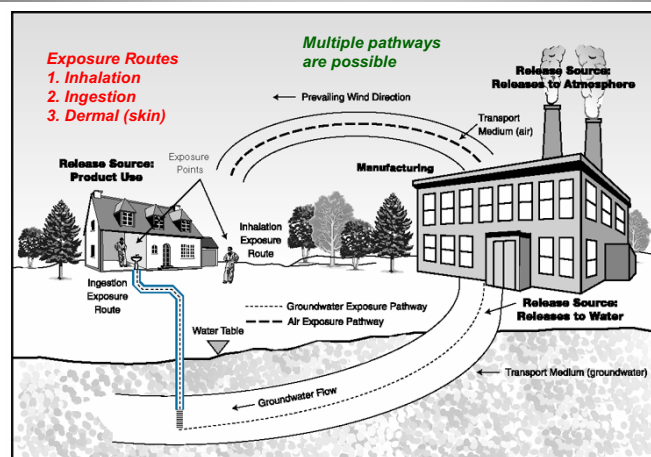 Exposure Routes
1. Inhalation
2. Ingestion
3. Dermal (skin)
Multiple pathways
are possible
Release Source:
Releases to Atmosphere
Prevailing Wind Direction
Transport
Medium (air)
Manufacturing
Release Source:
Product Use
Exposure
Points
Inhalation
Exposure
Route
Ingestion
Exposure
Route
Groundwater Exposure Pathway
Air Exposure Pathway
Water Table
Release Source:
Releases to Water
Groundwater Flow
Transport Medium (groundwater)